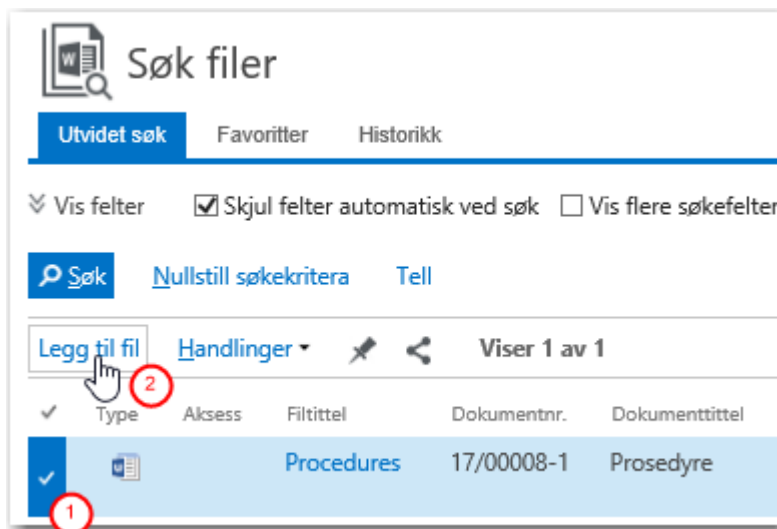 Søk filer
Utvidet søk Favoritter Historikk
Vis felter Skjul felter automatisk ved søk Vis flere søkefelter
Søk Nullstill søkekritera Tell
Legg til fil Handlinger Viser 1 av 1
2
Type Aksess Filtittel Dokumentnr. Dokumenttittel
Procedures 17/00008-1 Prosedyre
1